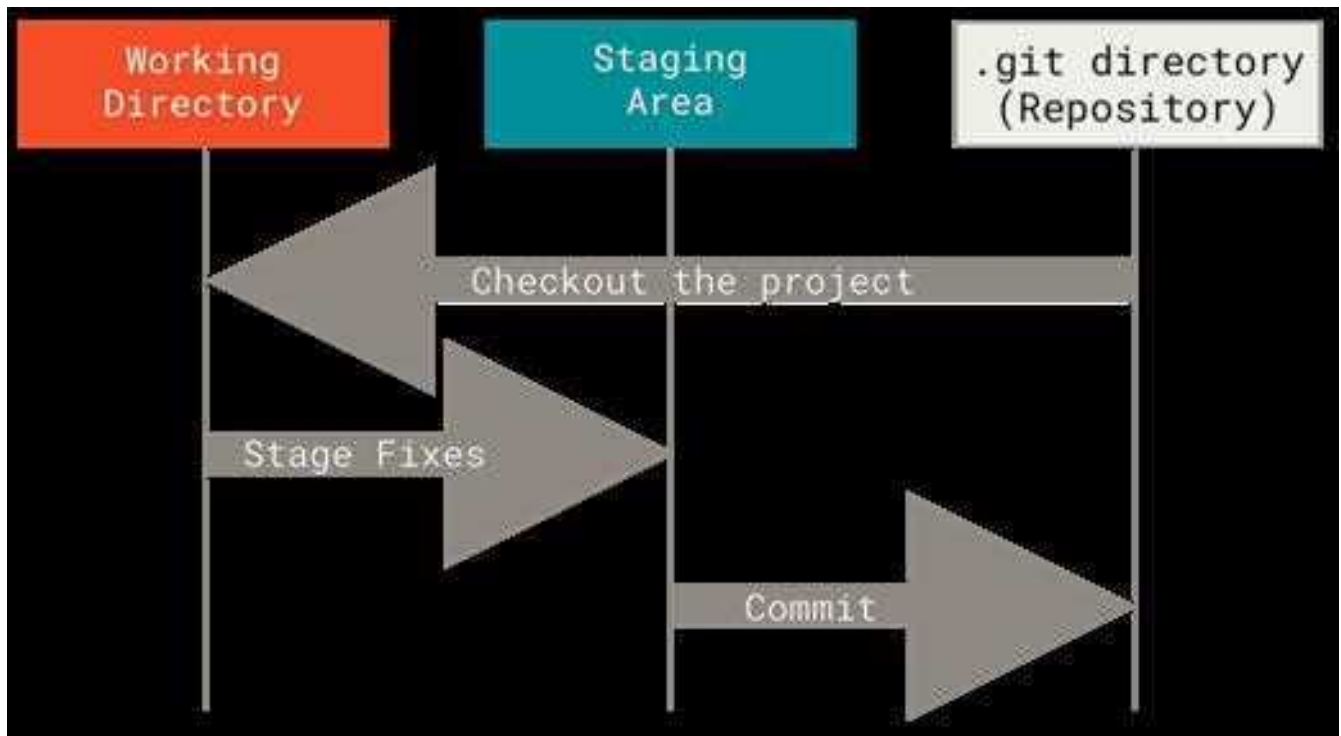 Working
Directory
Staging
Area
.git directory
(Repository)
Checkout the project
Stage Fixes
Commit